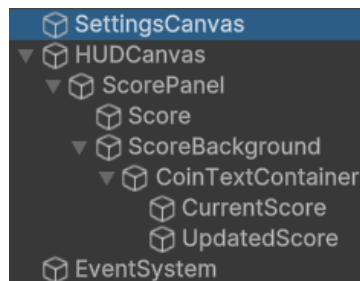 SettingsCanvas
HUDCanvas
ScorePanel
Score
ScoreBackground
CoinTextContainer
CurrentScore
UpdatedScore
EventSystem